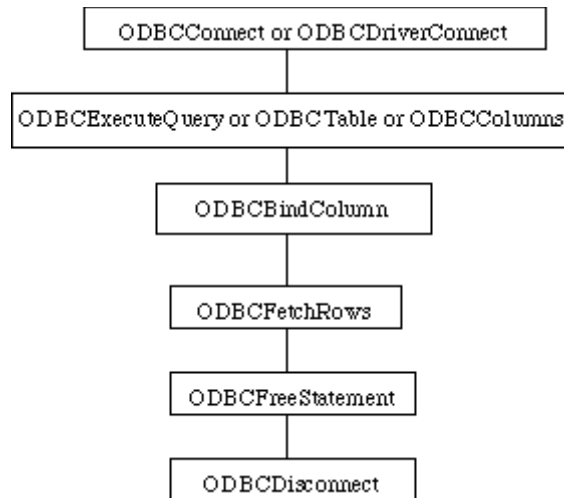 ODBCConnect or ODBCDriverConnect
ODBCExecuteQuery or ODBCTable or ODBCColumns
ODBCBindColumn
ODBCFetchRows
ODBCFreeStatement
ODBCDisconnect